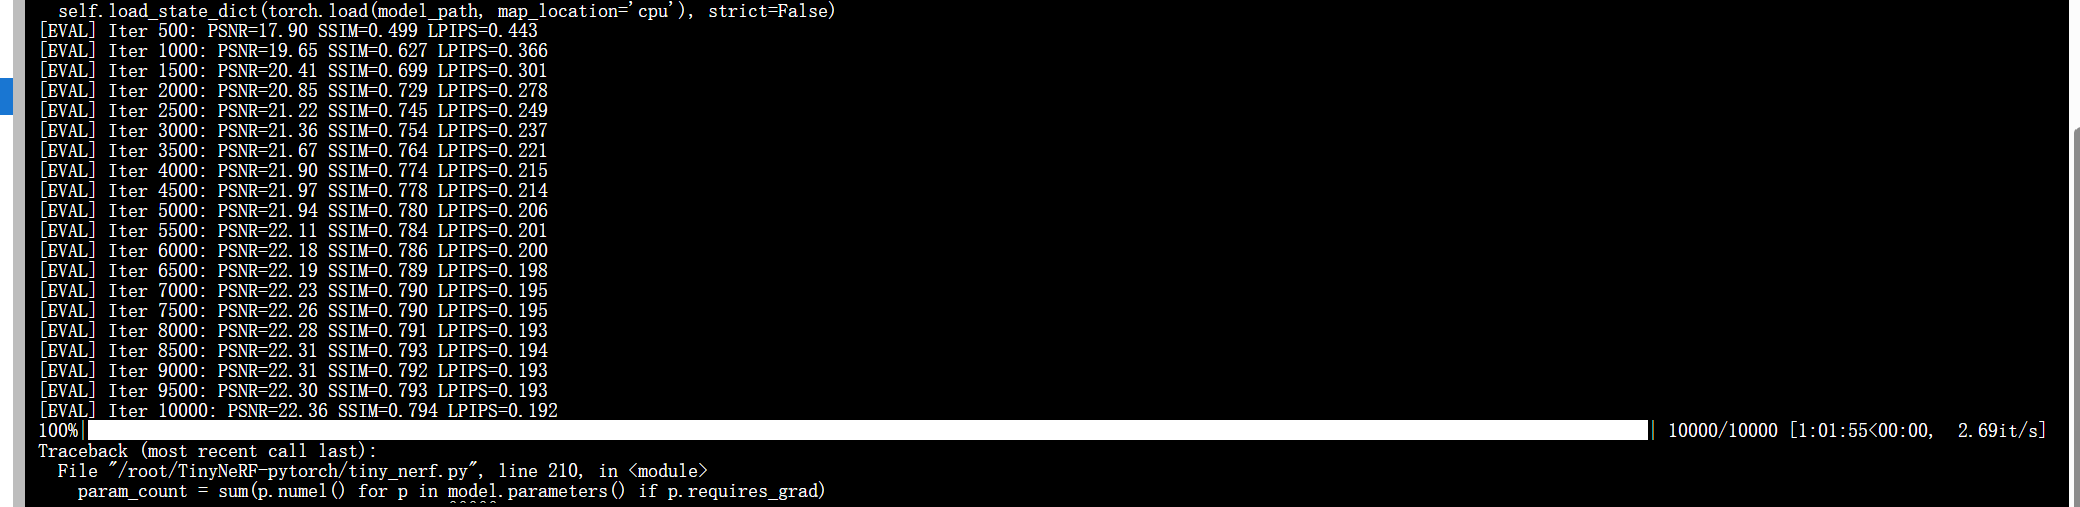 self.load_state_dict(torch.load(model_path, map_location='cpu'), strict=False)
[EVAL] Iter 500: PSNR=17.90 SSIM=0.499 LPIPS=0.443
[EVAL] Iter 1000: PSNR=19.65 SSIM=0.627 LPIPS=0.366
[EVAL] Iter 1500: PSNR=20.41 SSIM=0.699 LPIPS=0.301
[EVAL] Iter 2000: PSNR=20.85 SSIM=0.729 LPIPS=0.278
[EVAL] Iter 2500: PSNR=21.22 SSIM=0.745 LPIPS=0.249
[EVAL] Iter 3000: PSNR=21.36 SSIM=0.754 LPIPS=0.237
[EVAL] Iter 3500: PSNR=21.67 SSIM=0.764 LPIPS=0.221
[EVAL] Iter 4000: PSNR=21.90 SSIM=0.774 LPIPS=0.215
[EVAL] Iter 4500: PSNR=21.97 SSIM=0.778 LPIPS=0.214
[EVAL] Iter 5000: PSNR=21.94 SSIM=0.780 LPIPS=0.206
[EVAL] Iter 5500: PSNR=22.11 SSIM=0.784 LPIPS=0.201
[EVAL] Iter 6000: PSNR=22.18 SSIM=0.786 LPIPS=0.200
[EVAL] Iter 6500: PSNR=22.19 SSIM=0.789 LPIPS=0.198
[EVAL] Iter 7000: PSNR=22.23 SSIM=0.790 LPIPS=0.195
[EVAL] Iter 7500: PSNR=22.26 SSIM=0.790 LPIPS=0.195
[EVAL] Iter 8000: PSNR=22.28 SSIM=0.791 LPIPS=0.193
[EVAL] Iter 8500: PSNR=22.31 SSIM=0.793 LPIPS=0.194
[EVAL] Iter 9000: PSNR=22.31 SSIM=0.792 LPIPS=0.193
[EVAL] Iter 9500: PSNR=22.30 SSIM=0.793 LPIPS=0.193
[EVAL] Iter 10000: PSNR=22.36 SSIM=0.794 LPIPS=0.192
100%| | 10000/10000 [1:01:55<00:00, 2.69it/s]
Traceback (most recent call last):
File "/root/TinyNeRF-pytorch/tiny_nerf.py", line 210, in <module>
param_count = sum(p.numel() for p in model.parameters() if p.requires_grad)